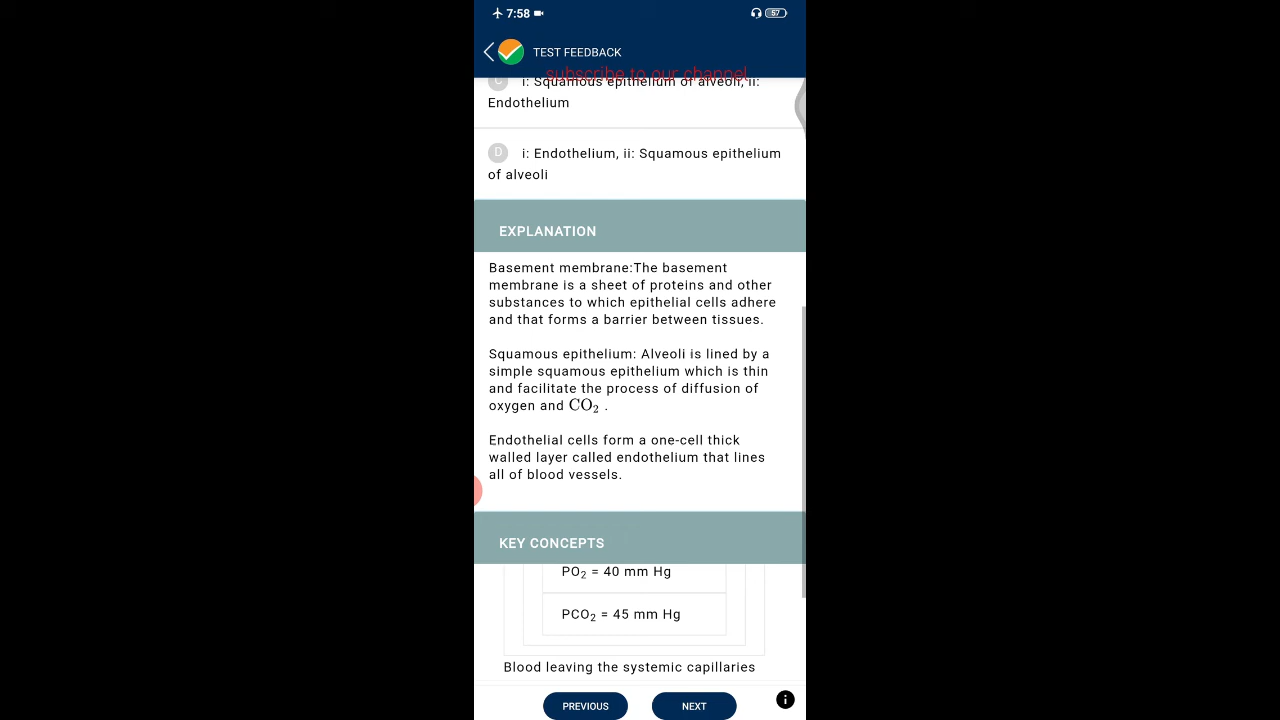 7:58
57
TEST FEEDBACK
subscribe to our channel
C i: Squamous epithelium of alveoli, ii:
Endothelium
D i: Endothelium, ii: Squamous epithelium
of alveoli
EXPLANATION
Basement membrane:The basement
membrane is a sheet of proteins and other
substances to which epithelial cells adhere
and that forms a barrier between tissues.
Squamous epithelium: Alveoli is lined by a
simple squamous epithelium which is thin
and facilitate the process of diffusion of
oxygen and CO₂ .
Endothelial cells form a one-cell thick
walled layer called endothelium that lines
all of blood vessels.
KEY CONCEPTS
PO₂ = 40 mm Hg
PCO₂ = 45 mm Hg
Blood leaving the systemic capillaries
PREVIOUS
NEXT
i